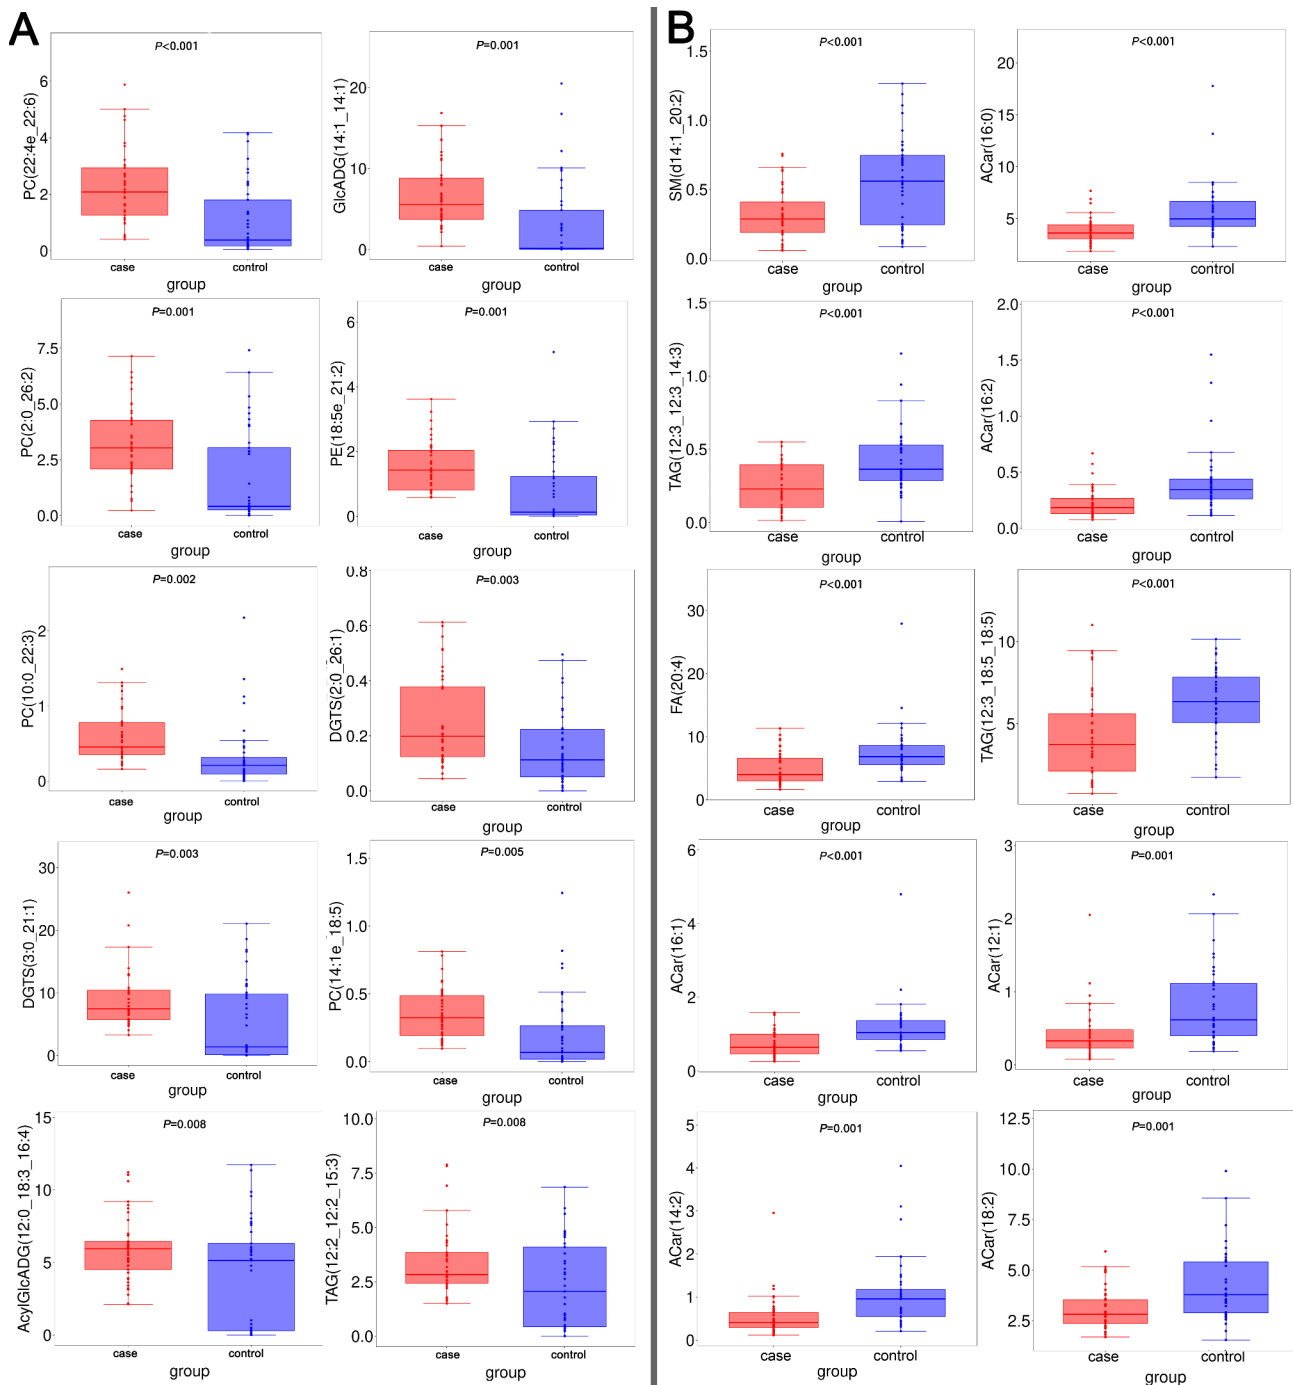 A
P<0.001
PC(22:4e_22:6)
6
4
2
0
case
control
group
P=0.001
GlcADG(14:1_14:1)
20
10
0
case
control
group
P=0.001
PC(2:0_26:2)
7.5
5.0
2.5
0.0
case
control
group
P=0.001
PE(18:5e_21:2)
6
4
2
0
case
control
group
P=0.002
PC(10:0_22:3)
2
1
0
case
control
group
P=0.003
DGTS(2:0_26:1)
0.8
0.6
0.4
0.2
0.0
case
control
group
P=0.003
DGTS(3:0_21:1)
30
20
10
0
case
control
group
P=0.005
PC(14:1e_18:5)
1.5
1.0
0.5
0.0
case
control
group
P=0.008
AcylGlcADG(12:0_18:3_16:4)
15
10
5
0
case
control
group
P=0.008
TAG(12:2_12:2_15:3)
10.0
7.5
5.0
2.5
0.0
case
control
group
B
P<0.001
SM(d14:1_20:2)
1.5
1.0
0.5
0.0
case
control
group
P<0.001
ACar(16:0)
20
15
10
5
0
case
control
group
P<0.001
TAG(12:3_12:3_14:3)
1.5
1.0
0.5
0.0
case
control
group
P<0.001
ACar(16:2)
2.0
1.5
1.0
0.5
0.0
case
control
group
P<0.001
FA(20:4)
30
20
10
0
case
control
group
P<0.001
TAG(12:3_18:5_18:5)
10
5
case
control
group
P<0.001
ACar(16:1)
6
4
2
0
case
control
group
P=0.001
ACar(12:1)
3
2
1
0
case
control
group
P=0.001
ACar(14:2)
5
4
3
2
1
0
case
control
group
P=0.001
ACar(18:2)
12.5
10.0
7.5
5.0
2.5
case
control
group